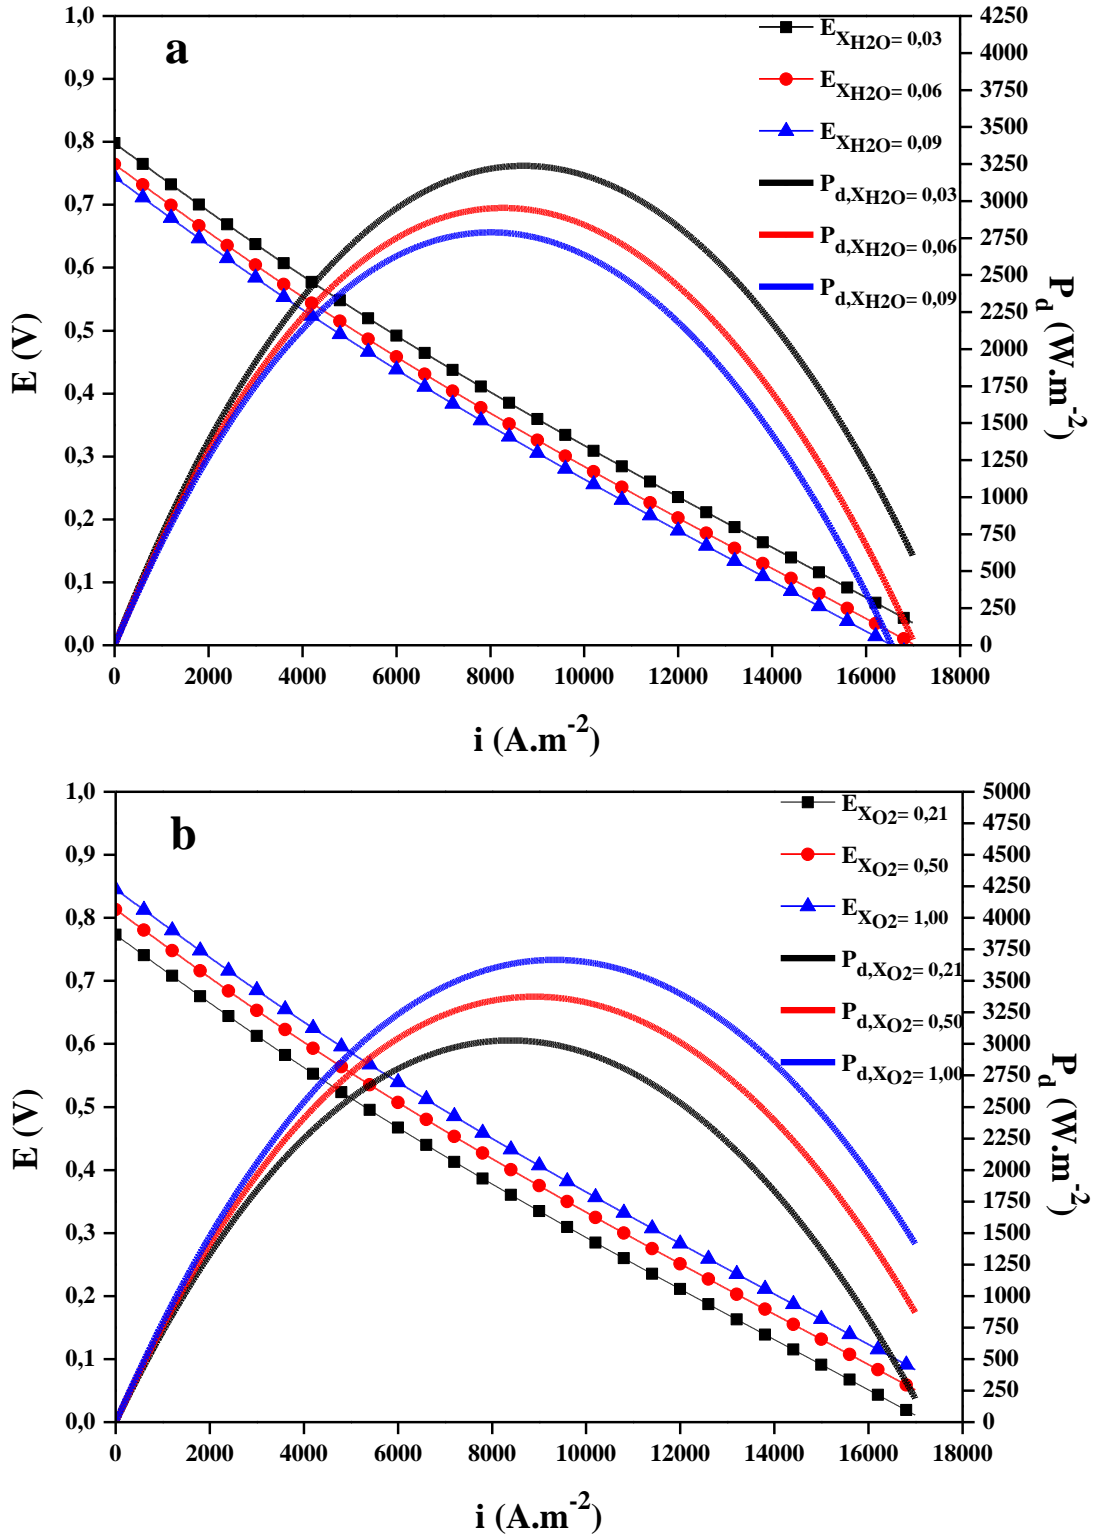 a
E_XH2O= 0,03
E_XH2O= 0,06
E_XH2O= 0,09
P_d,XH2O= 0,03
P_d,XH2O= 0,06
P_d,XH2O= 0,09
1,0
0,9
0,8
0,7
0,6
0,5
0,4
0,3
0,2
0,1
0,0
E (V)
4250
4000
3750
3500
3250
3000
2750
2500
2250
2000
1750
1500
1250
1000
750
500
250
0
P_d (W.m^-2)
0 2000 4000 6000 8000 10000 12000 14000 16000 18000
i (A.m^-2)
b
E_XO2= 0,21
E_XO2= 0,50
E_XO2= 1,00
P_d,XO2= 0,21
P_d,XO2= 0,50
P_d,XO2= 1,00
1,0
0,9
0,8
0,7
0,6
0,5
0,4
0,3
0,2
0,1
0,0
E (V)
5000
4750
4500
4250
4000
3750
3500
3250
3000
2750
2500
2250
2000
1750
1500
1250
1000
750
500
250
0
P_d (W.m^-2)
0 2000 4000 6000 8000 10000 12000 14000 16000 18000
i (A.m^-2)